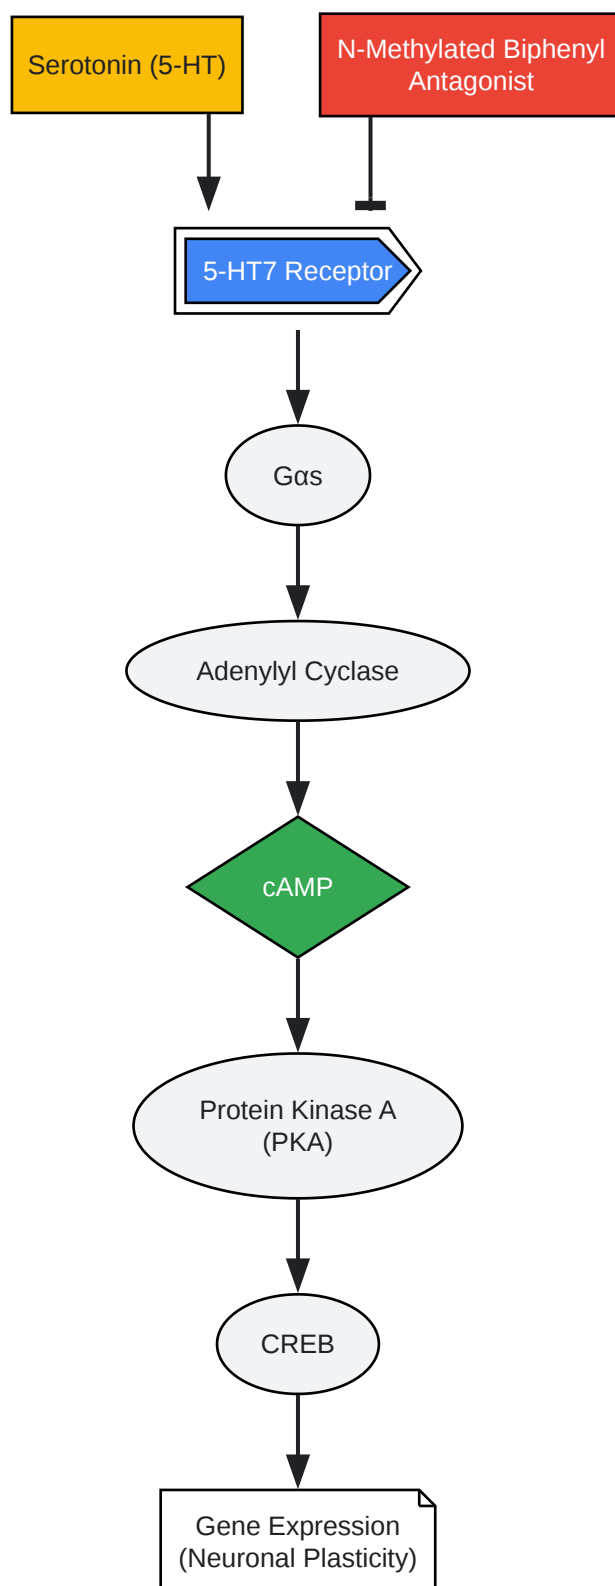 Serotonin (5-HT)
N-Methylated Biphenyl
Antagonist
5-HT7 Receptor
Gαs
Adenylyl Cyclase
cAMP
Protein Kinase A
(PKA)
CREB
Gene Expression
(Neuronal Plasticity)